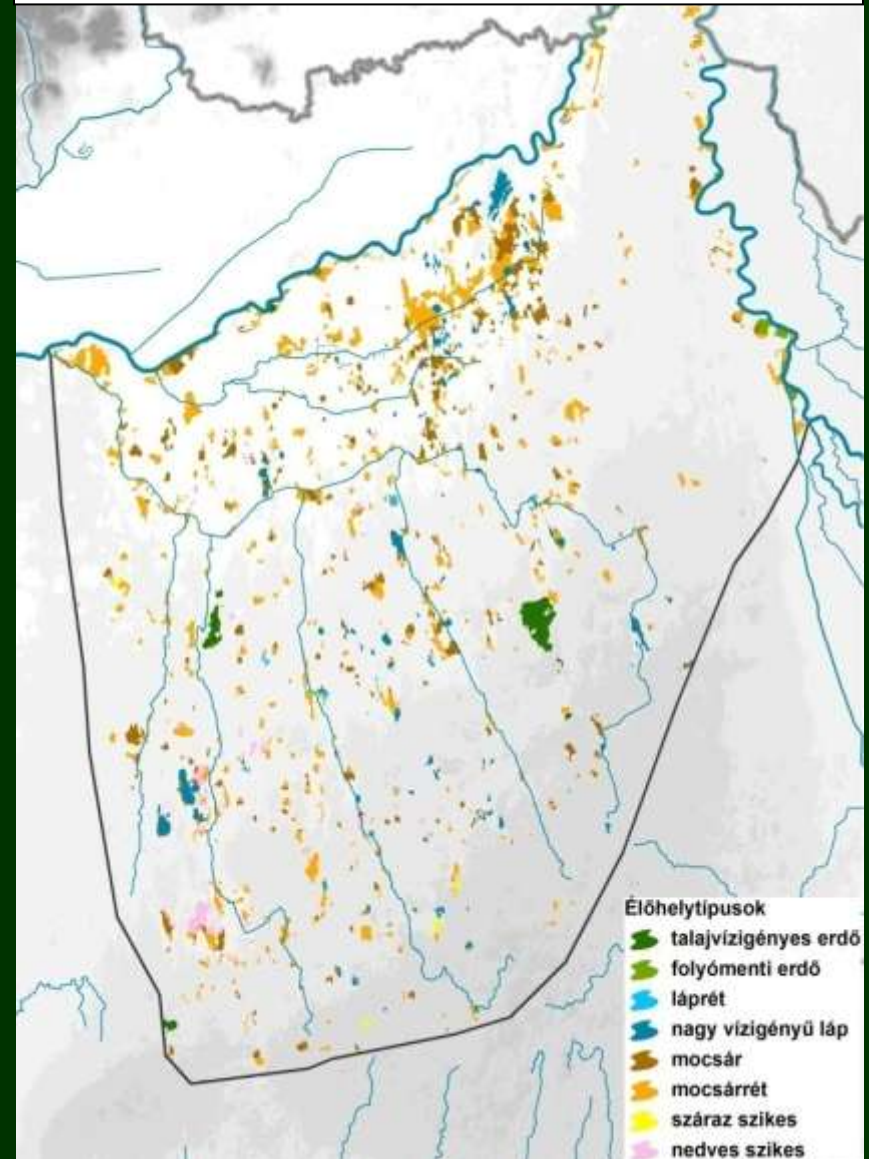 Élőhelytípusok
talajvízigényes erdő
folyómenti erdő
láprét
nagy vízigényű láp
mocsár
mocsárrét
száraz szikes
nedves szikes